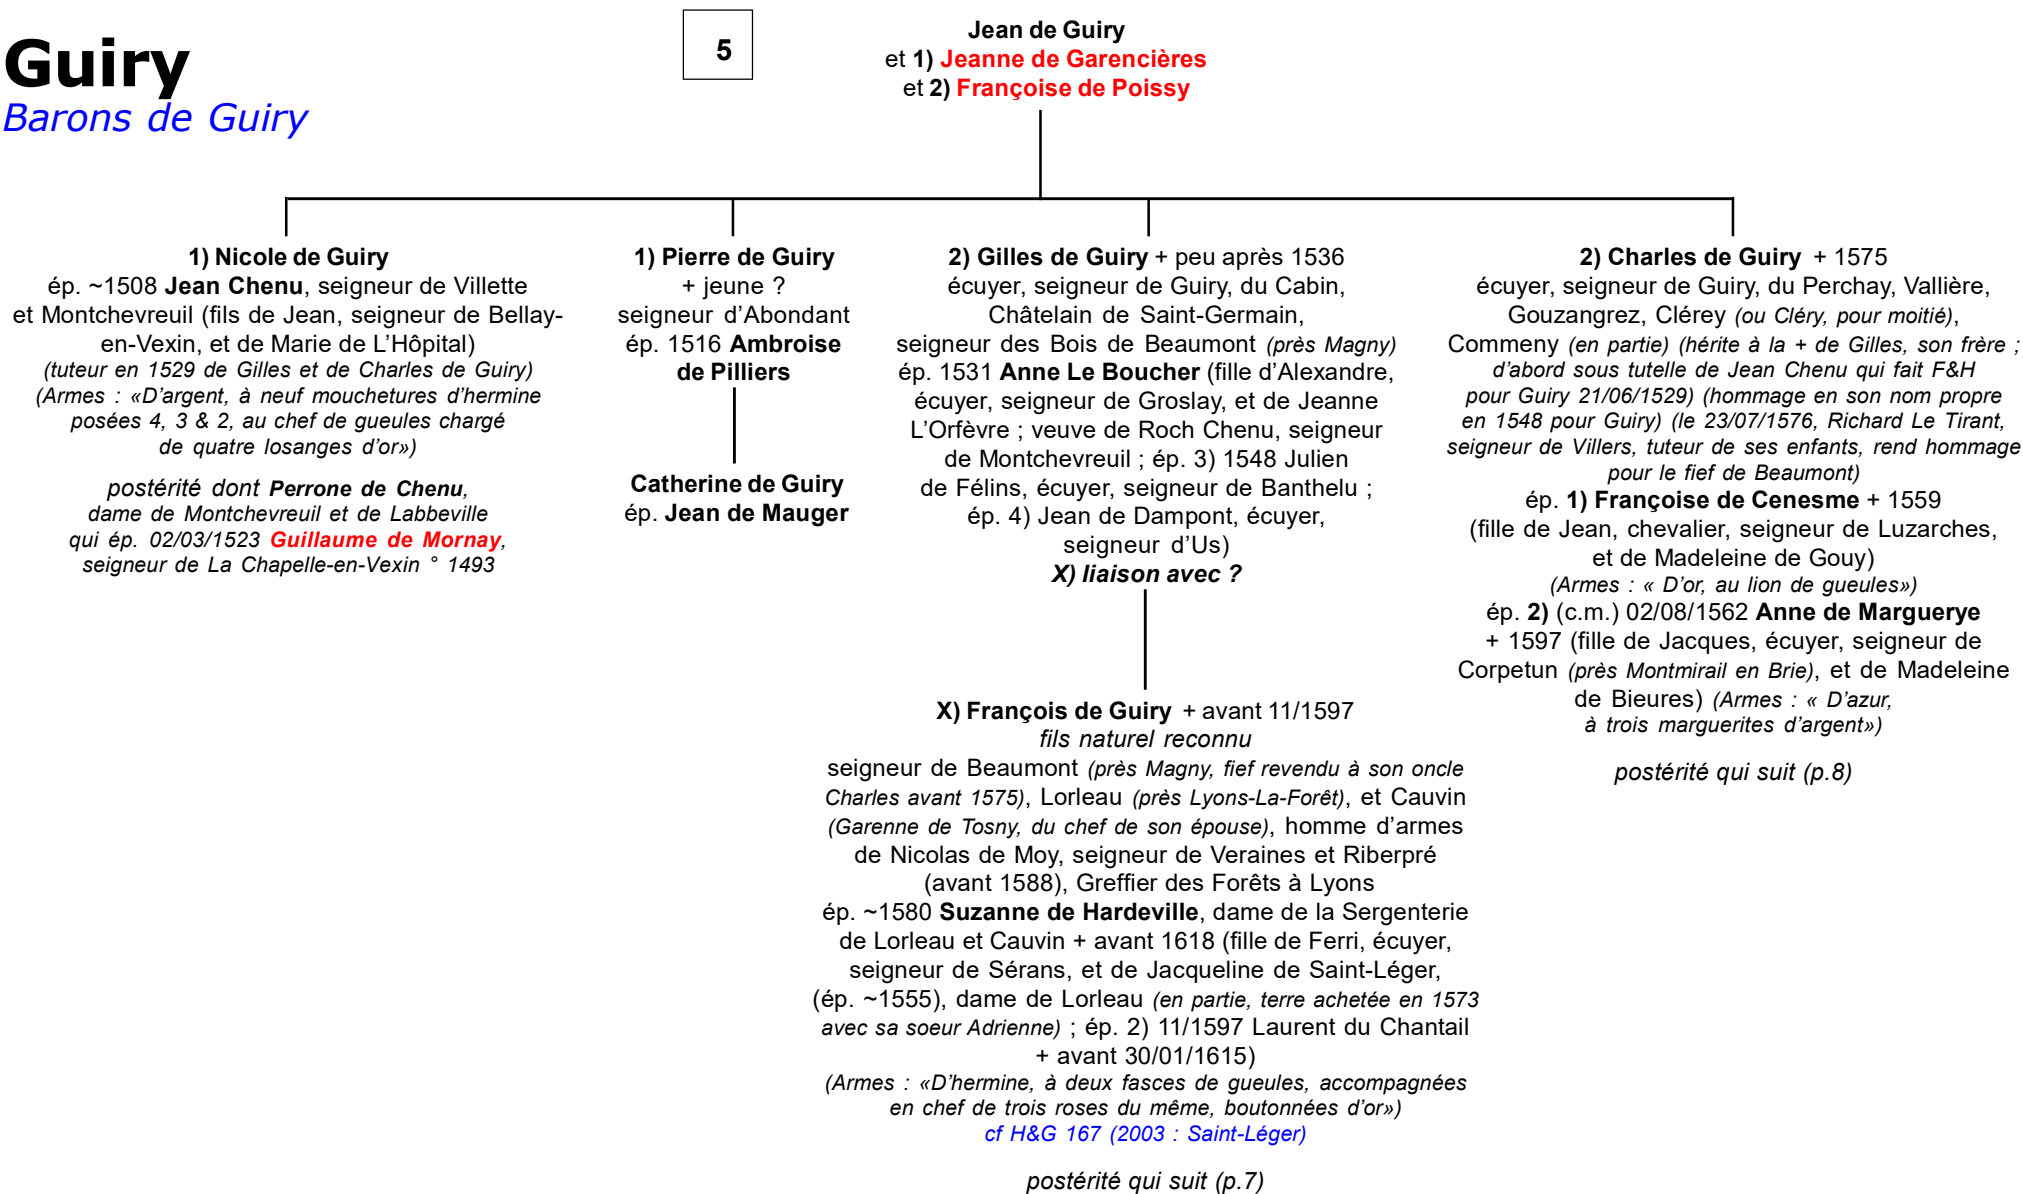 Guiry
Barons de Guiry
5
Jean de Guiry
et 1) Jeanne de Garencières
et 2) Françoise de Poissy
1) Nicole de Guiry
ép. ~1508 Jean Chenu, seigneur de Villette
et Montchevreuil (fils de Jean, seigneur de Bellay-
en-Vexin, et de Marie de L'Hôpital)
(tuteur en 1529 de Gilles et de Charles de Guiry)
(Armes : «D'argent, à neuf mouchetures d'hermine
posées 4, 3 & 2, au chef de gueules chargé
de quatre losanges d'or»)
postérité dont Perrone de Chenu,
dame de Montchevreuil et de Labbeville
qui ép. 02/03/1523 Guillaume de Mornay,
seigneur de La Chapelle-en-Vexin ° 1493
1) Pierre de Guiry
+ jeune ?
seigneur d'Abondant
ép. 1516 Ambroise
de Pilliers
Catherine de Guiry
ép. Jean de Mauger
2) Gilles de Guiry + peu après 1536
écuyer, seigneur de Guiry, du Cabin,
Châtelain de Saint-Germain,
seigneur des Bois de Beaumont (près Magny)
ép. 1531 Anne Le Boucher (fille d'Alexandre,
écuyer, seigneur de Groslay, et de Jeanne
L'Orfèvre ; veuve de Roch Chenu, seigneur
de Montchevreuil ; ép. 3) 1548 Julien
de Félins, écuyer, seigneur de Banthelu ;
ép. 4) Jean de Dampont, écuyer,
seigneur d'Us)
X) liaison avec ?
X) François de Guiry + avant 11/1597
fils naturel reconnu
seigneur de Beaumont (près Magny, fief revendu à son oncle
Charles avant 1575), Lorleau (près Lyons-La-Forêt), et Cauvin
(Garenne de Tosny, du chef de son épouse), homme d'armes
de Nicolas de Moy, seigneur de Veraines et Riberpré
(avant 1588), Greffier des Forêts à Lyons
ép. ~1580 Suzanne de Hardeville, dame de la Sergenterie
de Lorleau et Cauvin + avant 1618 (fille de Ferri, écuyer,
seigneur de Sérans, et de Jacqueline de Saint-Léger,
(ép. ~1555), dame de Lorleau (en partie, terre achetée en 1573
avec sa soeur Adrienne) ; ép. 2) 11/1597 Laurent du Chantail
+ avant 30/01/1615)
(Armes : «D'hermine, à deux fasces de gueules, accompagnées
en chef de trois roses du même, boutonnées d'or»)
cf H&G 167 (2003 : Saint-Léger)
postérité qui suit (p.7)
2) Charles de Guiry + 1575
écuyer, seigneur de Guiry, du Perchay, Vallière,
Gouzangrez, Clérey (ou Cléry, pour moitié),
Commeny (en partie) (hérite à la + de Gilles, son frère ;
d'abord sous tutelle de Jean Chenu qui fait F&H
pour Guiry 21/06/1529) (hommage en son nom propre
en 1548 pour Guiry) (le 23/07/1576, Richard Le Tirant,
seigneur de Villers, tuteur de ses enfants, rend hommage
pour le fief de Beaumont)
ép. 1) Françoise de Cenesme + 1559
(fille de Jean, chevalier, seigneur de Luzarches,
et de Madeleine de Gouy)
(Armes : « D'or, au lion de gueules»)
ép. 2) (c.m.) 02/08/1562 Anne de Marguerye
+ 1597 (fille de Jacques, écuyer, seigneur de
Corpetun (près Montmirail en Brie), et de Madeleine
de Bieures) (Armes : « D'azur,
à trois marguerites d'argent»)
postérité qui suit (p.8)